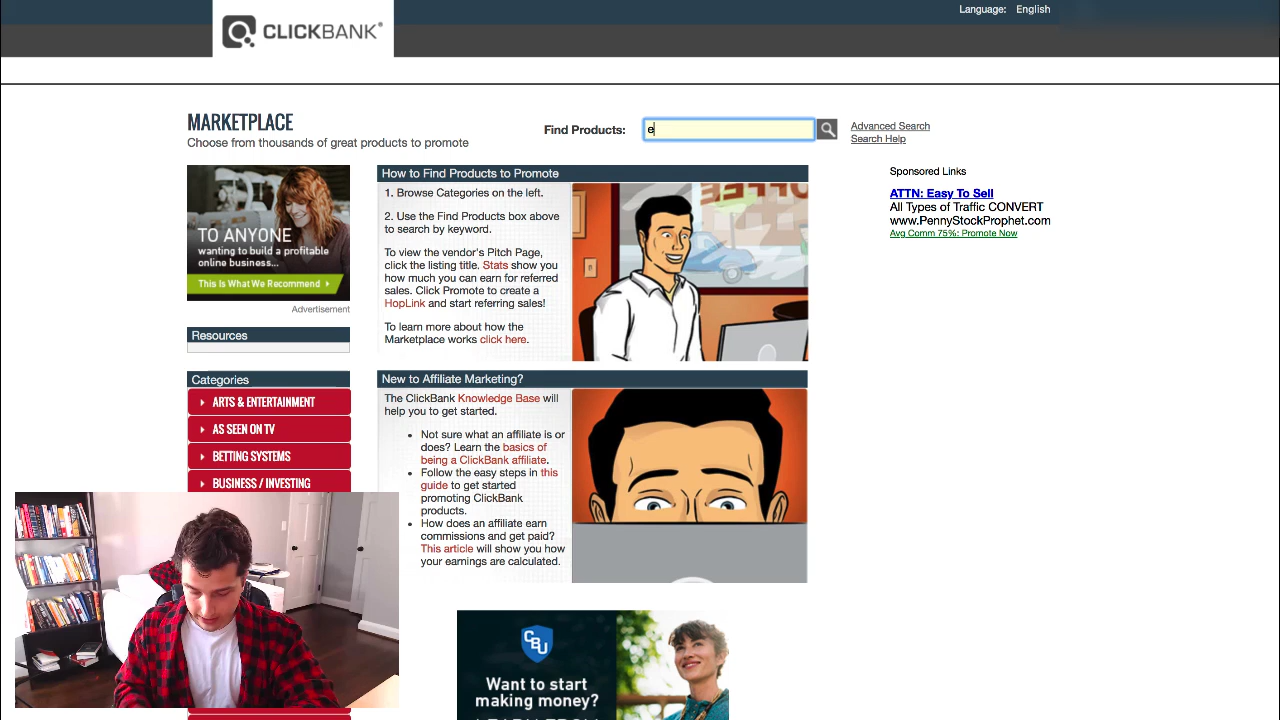 CLICKBANK®
Language: English
MARKETPLACE
Choose from thousands of great products to promote
Find Products: e
Advanced Search
Search Help
TO ANYONE
wanting to build a profitable
online business...
This Is What We Recommend
Advertisement
Resources
Categories
ARTS & ENTERTAINMENT
AS SEEN ON TV
BETTING SYSTEMS
BUSINESS / INVESTING
How to Find Products to Promote
1. Browse Categories on the left.
2. Use the Find Products box above
to search by keyword.
To view the vendor's Pitch Page,
click the listing title. Stats show you
how much you can earn for referred
sales. Click Promote to create a
HopLink and start referring sales!
To learn more about how the
Marketplace works click here.
New to Affiliate Marketing?
The ClickBank Knowledge Base will
help you to get started.
Not sure what an affiliate is or
does? Learn the basics of
being a ClickBank affiliate.
Follow the easy steps in this
guide to get started
promoting ClickBank
products.
How does an affiliate earn
commissions and get paid?
This article will show you how
your earnings are calculated.
CBU
Want to start
making money?
LEARN FROM
Sponsored Links
ATTN: Easy To Sell
All Types of Traffic CONVERT
www.PennyStockProphet.com
Avg Comm 75%: Promote Now